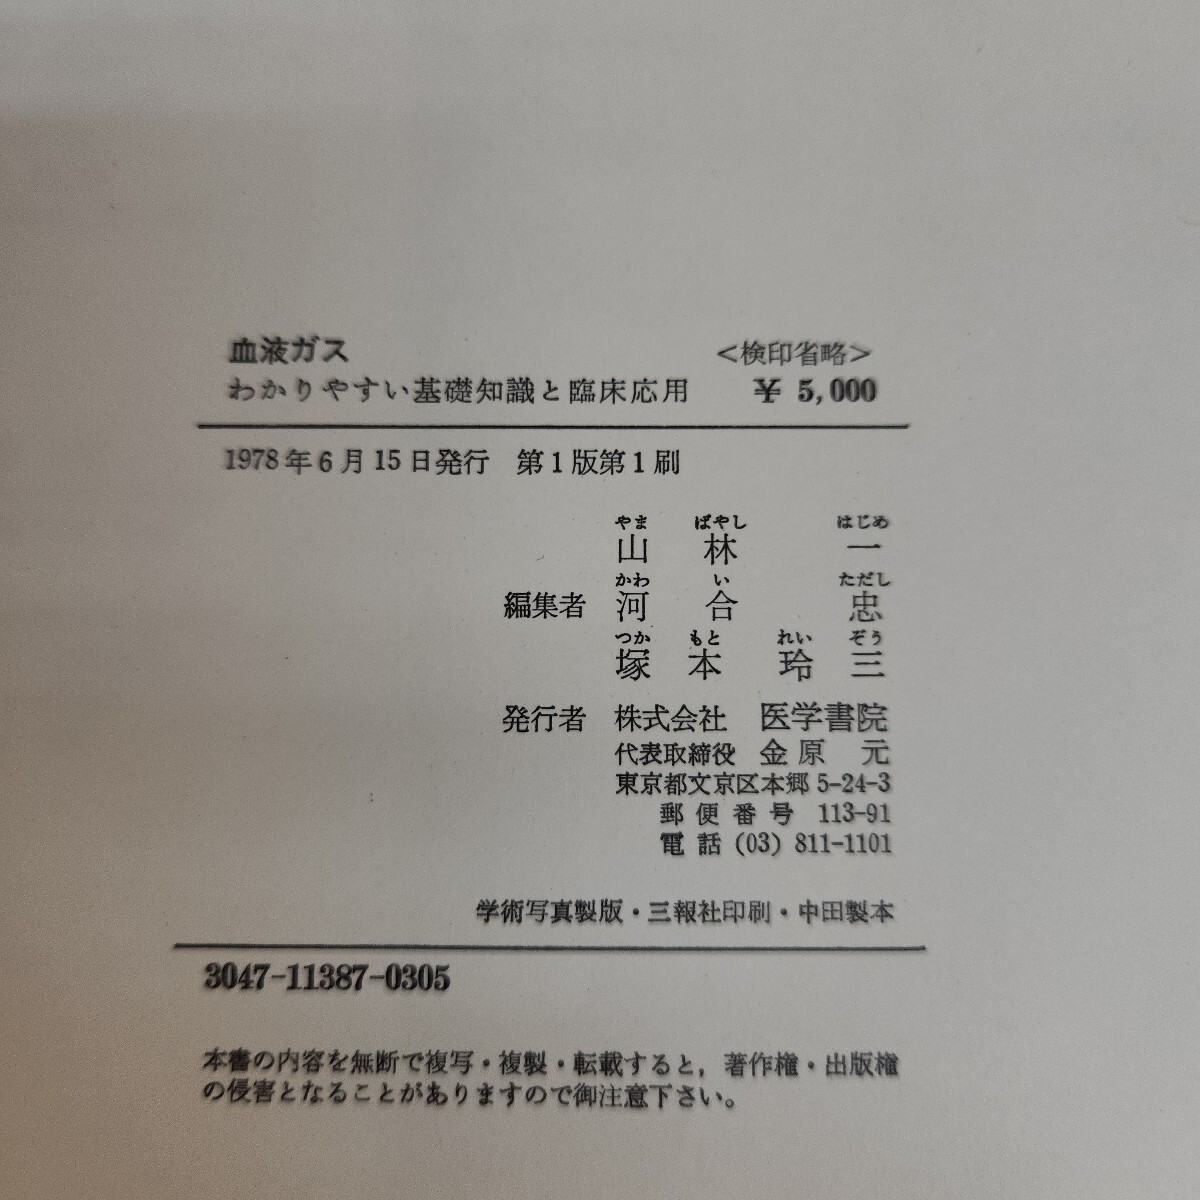 血液ガス <検印省略>
わかりやすい基礎知識と臨床応用 ¥ 5,000
1978年6月15日発行 第1版第1刷
やま ばやし はじめ
山 林 一
かわ い ただし
編集者 河 合 忠
つか もと れい ぞう
塚 本 玲 三
発行者 株式会社 医学書院
代表取締役 金原 元
東京都文京区本郷 5-24-3
郵便番号 113-91
電話 (03) 811-1101
学術写真製版・三報社印刷・中田製本
3047-11387-0305
本書の内容を無断で複写・複製・転載すると，著作権・出版権
の侵害となることがありますので御注意下さい。